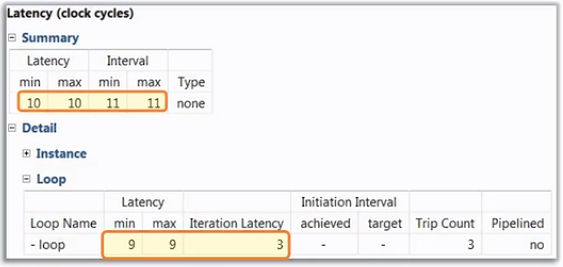 Latency (clock cycles)
Summary
Latency Interval
min max min max Type
10 10 11 11 none
Detail
Instance
Loop
Latency Initiation Interval
Loop Name min max Iteration Latency achieved target Trip Count Pipelined
- loop 9 9 3 - - 3 no